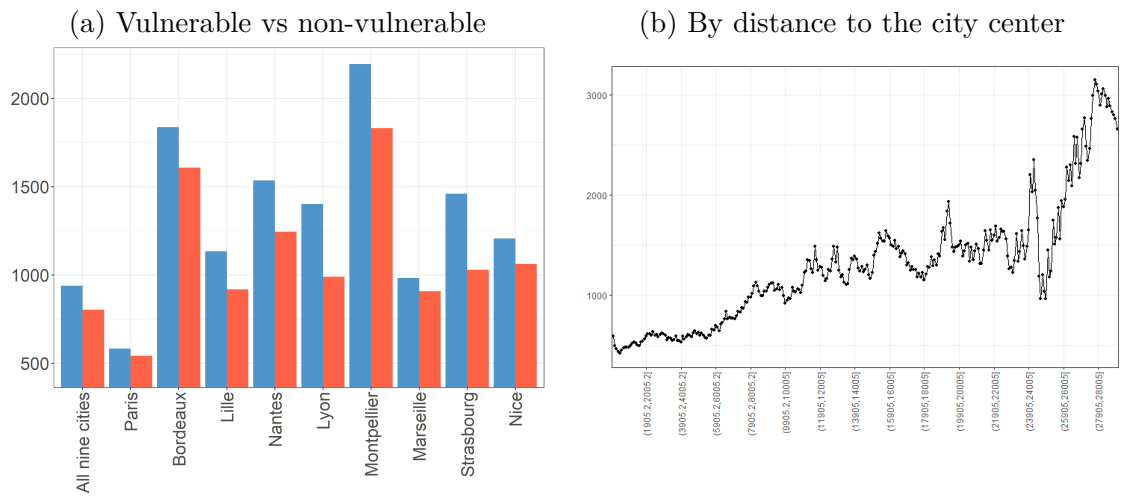 (a) Vulnerable vs non-vulnerable
2000
1500
1000
500
All nine cities
Paris
Bordeaux
Lille
Nantes
Lyon
Montpellier
Marseille
Strasbourg
Nice
(b) By distance to the city center
3000
2000
1000
(1905.2,2005.2]
(3905.2,4005.2]
(5905.2,6005.2]
(7905.2,8005.2]
(9905.2,10005]
(11905,12005]
(13905,14005]
(15905,16005]
(17905,18005]
(19905,20005]
(21905,22005]
(23905,24005]
(25905,26005]
(27905,28005]